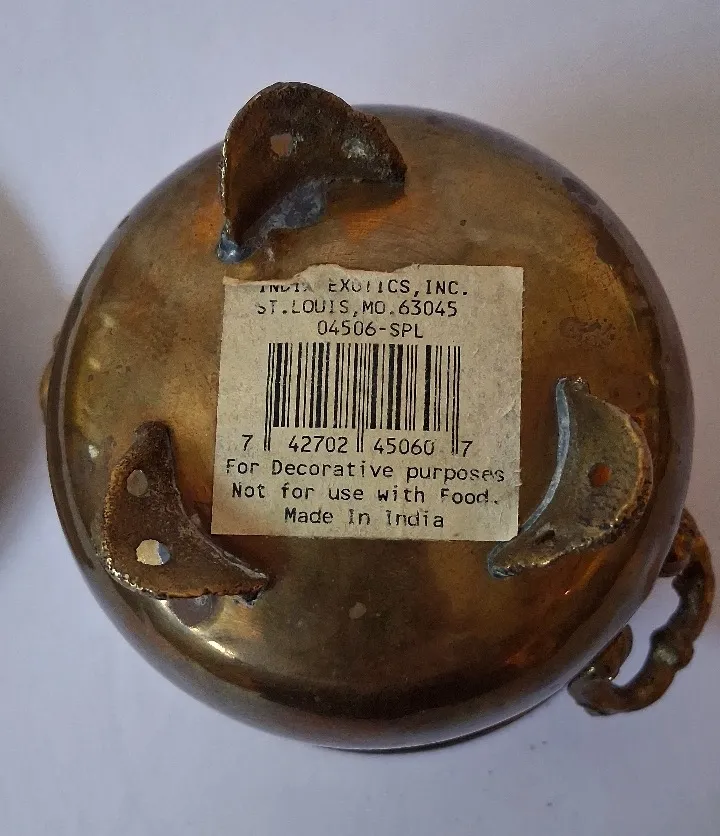 INDIA EXOTICS,INC.
ST.LOUIS,MO.63045
04506-SPL
7 42702 45060 7
For Decorative purposes
Not for use with Food.
Made In India